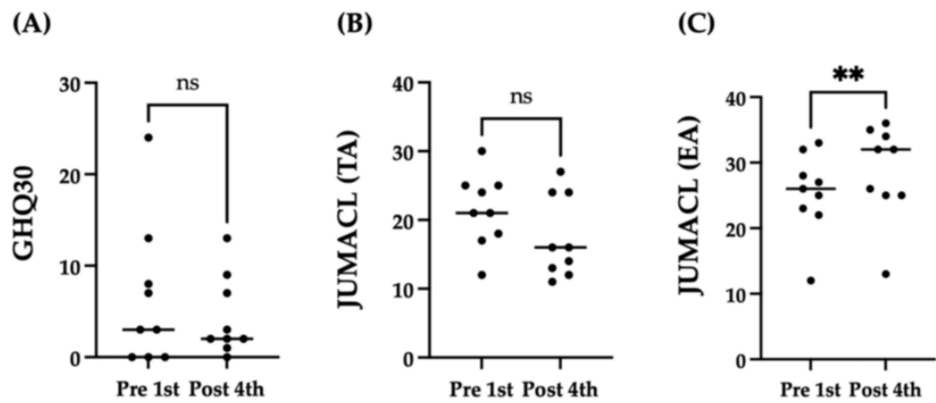 (A)
GHQ30
30
20
10
0
ns
Pre 1st Post 4th
(B)
JUMACL (TA)
40
30
20
10
0
ns
Pre 1st Post 4th
(C)
JUMACL (EA)
40
30
20
10
0
**
Pre 1st Post 4th